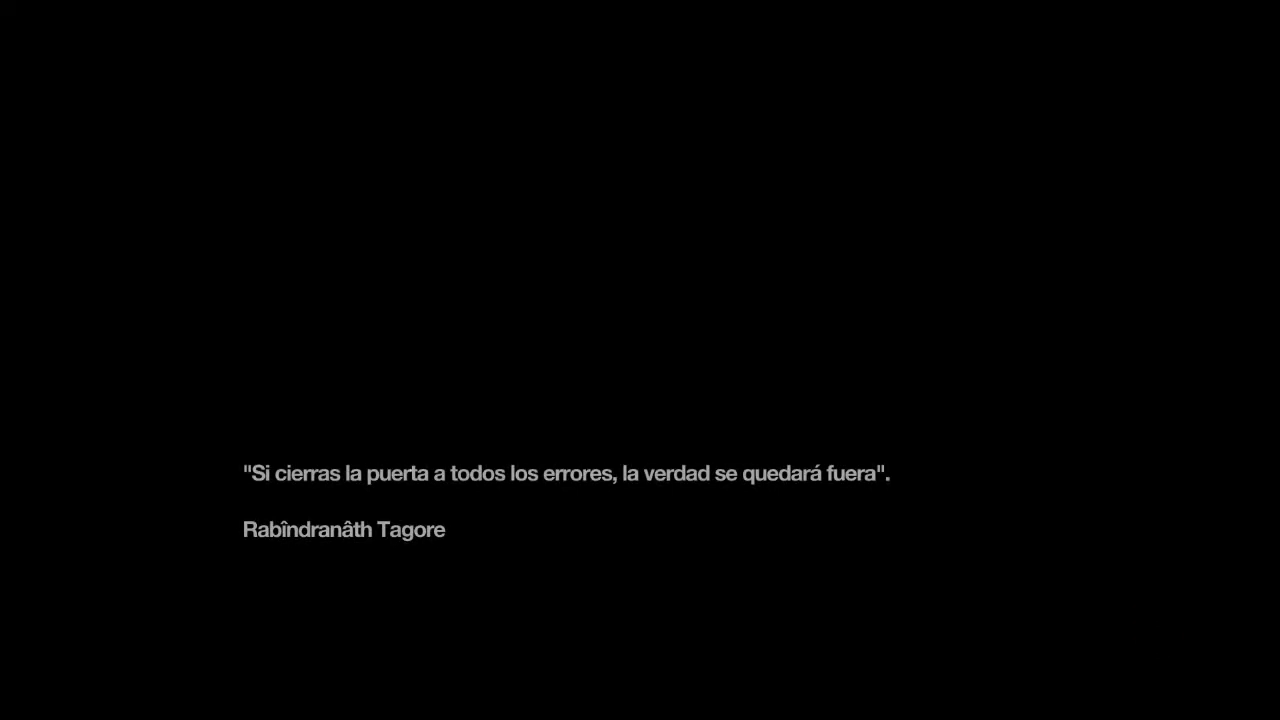 "Si cierras la puerta a todos los errores, la verdad se quedará fuera".
Rabîndranâth Tagore